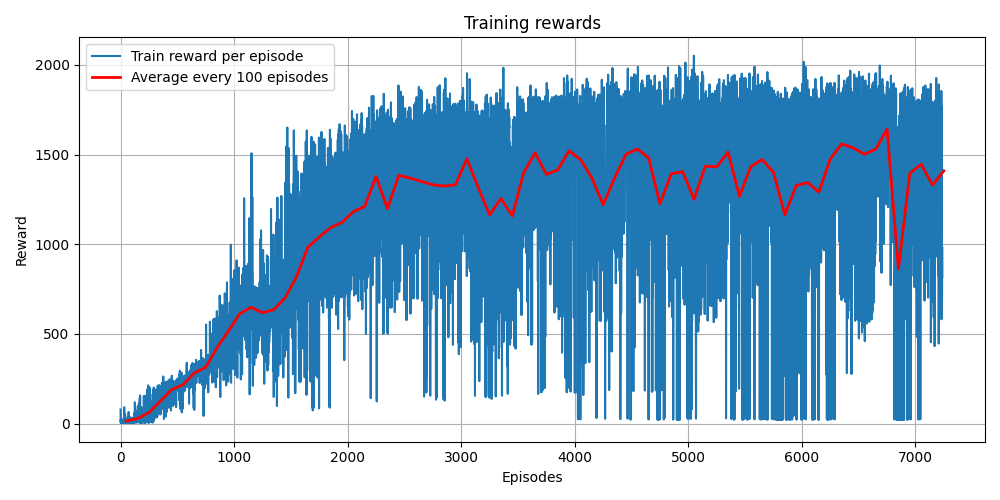 Training rewards
Train reward per episode
Average every 100 episodes
2000
1500
1000
500
0
Reward
0 1000 2000 3000 4000 5000 6000 7000
Episodes